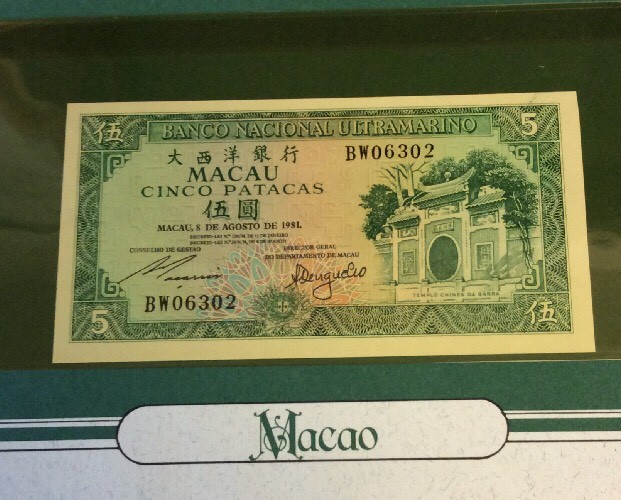 伍 BANCO NACIONAL ULTRAMARINO 5
大西洋銀行 BW06302
MACAU
CINCO PATACAS
伍圓
MACAU, 8 DE AGOSTO DE 1981.
CONSELHO DE GESTÃO
DIRECTOR GERAL
DO DEPARTAMENTO DE MACAU
BW06302
TEMPLO CHINÊS DA BARRA
5 伍
Macao